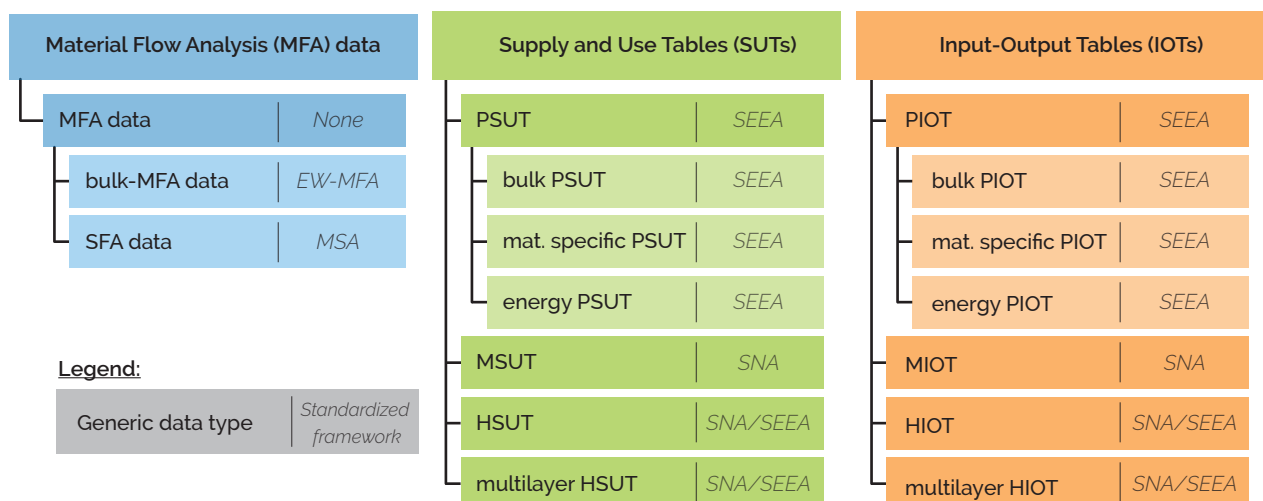 Material Flow Analysis (MFA) data
MFA data
None
bulk-MFA data
EW-MFA
SFA data
MSA
Legend:
Generic data type
Standardized
framework
Supply and Use Tables (SUTs)
PSUT
SEEA
bulk PSUT
SEEA
mat. specific PSUT
SEEA
energy PSUT
SEEA
MSUT
SNA
HSUT
SNA/SEEA
multilayer HSUT
SNA/SEEA
Input-Output Tables (IOTs)
PIOT
SEEA
bulk PIOT
SEEA
mat. specific PIOT
SEEA
energy PIOT
SEEA
MIOT
SNA
HIOT
SNA/SEEA
multilayer HIOT
SNA/SEEA